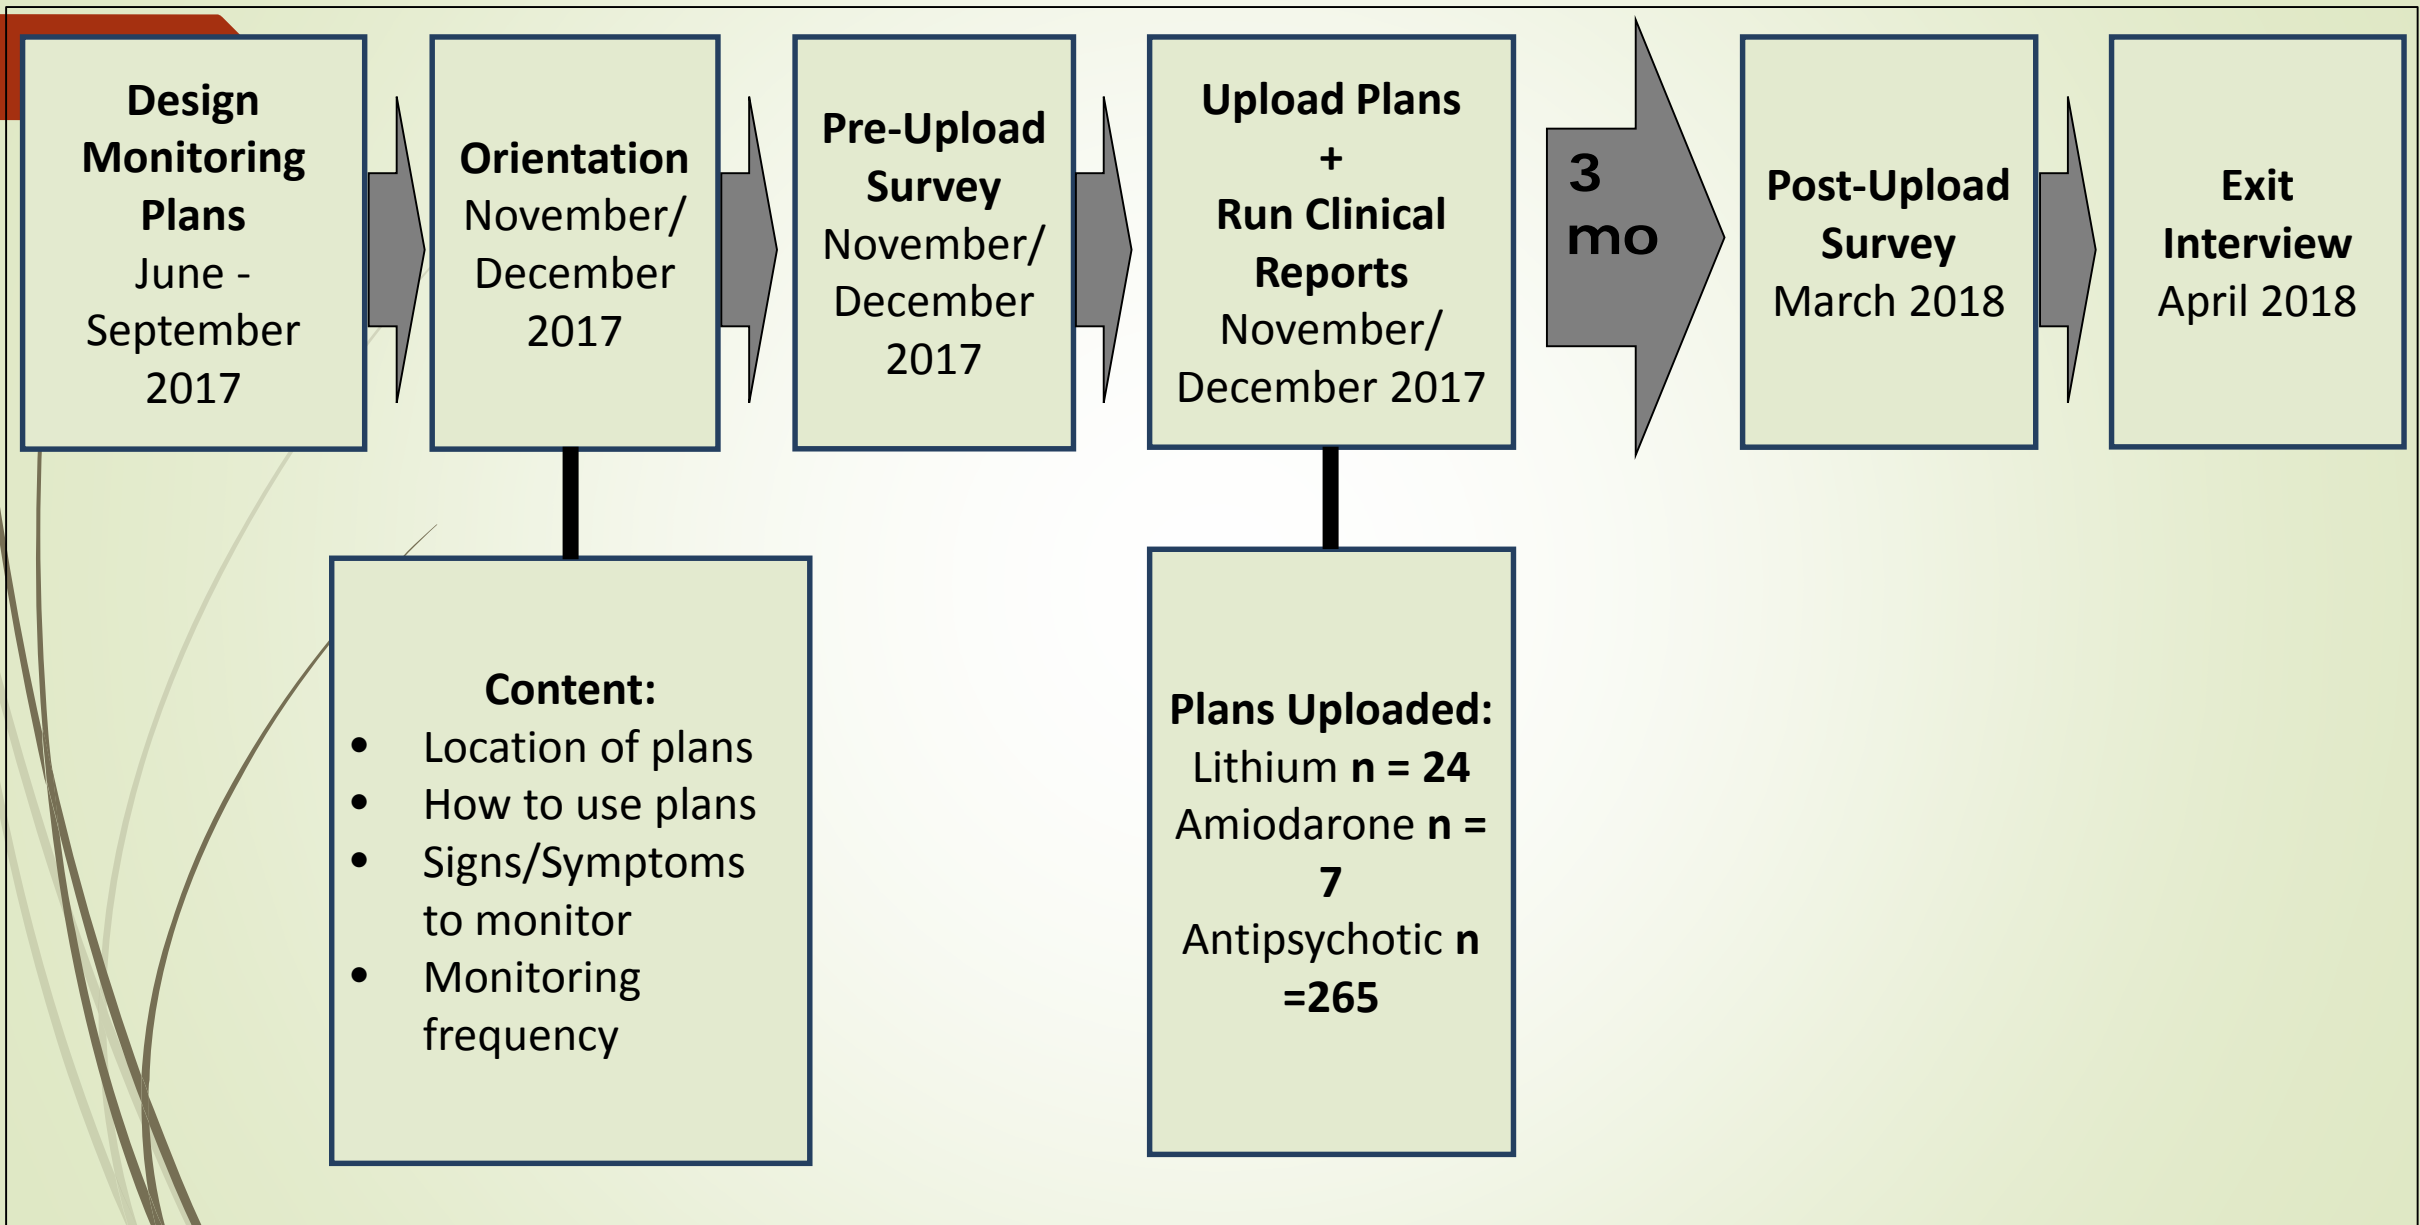 Design
Monitoring
Plans
June -
September
2017
Orientation
November/
December
2017
Pre-Upload
Survey
November/
December
2017
Upload Plans
+
Run Clinical
Reports
November/
December 2017
3
mo
Post-Upload
Survey
March 2018
Exit
Interview
April 2018
Content:
• Location of plans
• How to use plans
• Signs/Symptoms
to monitor
• Monitoring
frequency
Plans Uploaded:
Lithium n = 24
Amiodarone n =
7
Antipsychotic n
=265